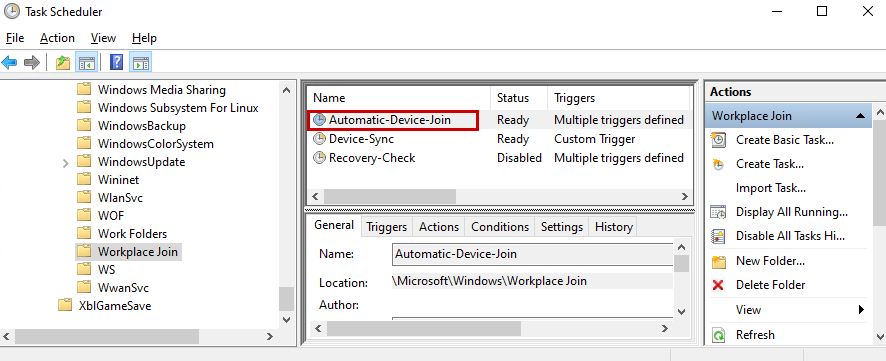 Task Scheduler
File Action View Help
Windows Media Sharing
Windows Subsystem For Linux
WindowsBackup
WindowsColorSystem
WindowsUpdate
Wininet
WlanSvc
WOF
Work Folders
Workplace Join
WS
WwanSvc
XblGameSave
Name Status Triggers
Automatic-Device-Join Ready Multiple triggers defined
Device-Sync Ready Custom Trigger
Recovery-Check Disabled Multiple triggers defined
General Triggers Actions Conditions Settings History
Name: Automatic-Device-Join
Location: \Microsoft\Windows\Workplace Join
Author:
Actions
Workplace Join
Create Basic Task...
Create Task...
Import Task...
Display All Running...
Disable All Tasks Hi...
New Folder...
Delete Folder
View
Refresh